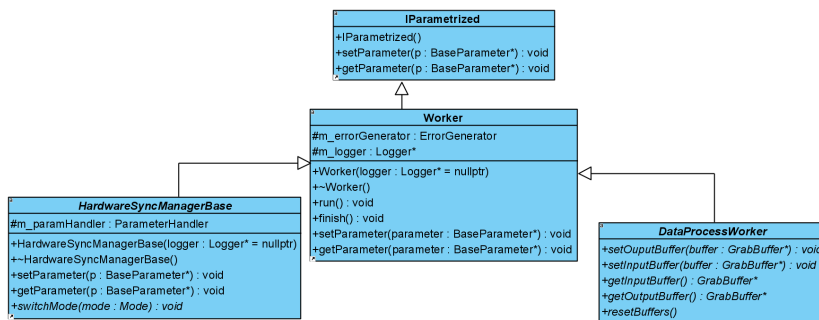 IParametrized
+IParametrized()
+setParameter(p : BaseParameter*) : void
+getParameter(p : BaseParameter*) : void
Worker
#m_errorGenerator : ErrorGenerator
#m_logger : Logger*
+Worker(logger : Logger* = nullptr)
+~Worker()
+run() : void
+finish() : void
+setParameter(parameter : BaseParameter*) : void
+getParameter(parameter : BaseParameter*) : void
HardwareSyncManagerBase
#m_paramHandler : ParameterHandler
+HardwareSyncManagerBase(logger : Logger* = nullptr)
+~HardwareSyncManagerBase()
+setParameter(p : BaseParameter*) : void
+getParameter(p : BaseParameter*) : void
+switchMode(mode : Mode) : void
DataProcessWorker
+setOuputBuffer(buffer : GrabBuffer*) : void
+setInputBuffer(buffer : GrabBuffer*) : void
+getInputBuffer() : GrabBuffer*
+getOutputBuffer() : GrabBuffer*
+resetBuffers()